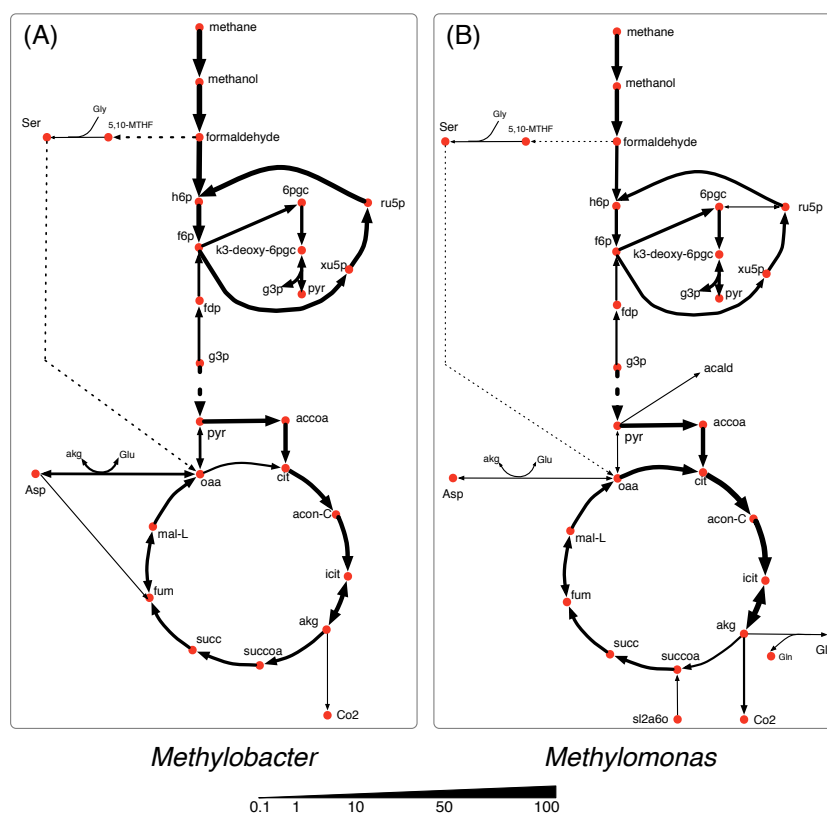 (A)
methane
methanol
Gly
Ser
5,10-MTHF
formaldehyde
h6p
6pgc
ru5p
f6p
k3-deoxy-6pgc
xu5p
g3p
pyr
fdp
g3p
accoa
pyr
akg
Glu
Asp
oaa
cit
acon-C
mal-L
icit
fum
akg
succ
succoa
Co2
(B)
methane
methanol
Gly
Ser
5,10-MTHF
formaldehyde
h6p
6pgc
ru5p
f6p
k3-deoxy-6pgc
xu5p
g3p
pyr
fdp
g3p
acald
accoa
pyr
akg
Glu
Asp
oaa
cit
acon-C
mal-L
icit
fum
akg
Gln
succ
succoa
sl2a6o
Co2
Methylobacter
Methylomonas
0.1 1 10 50 100